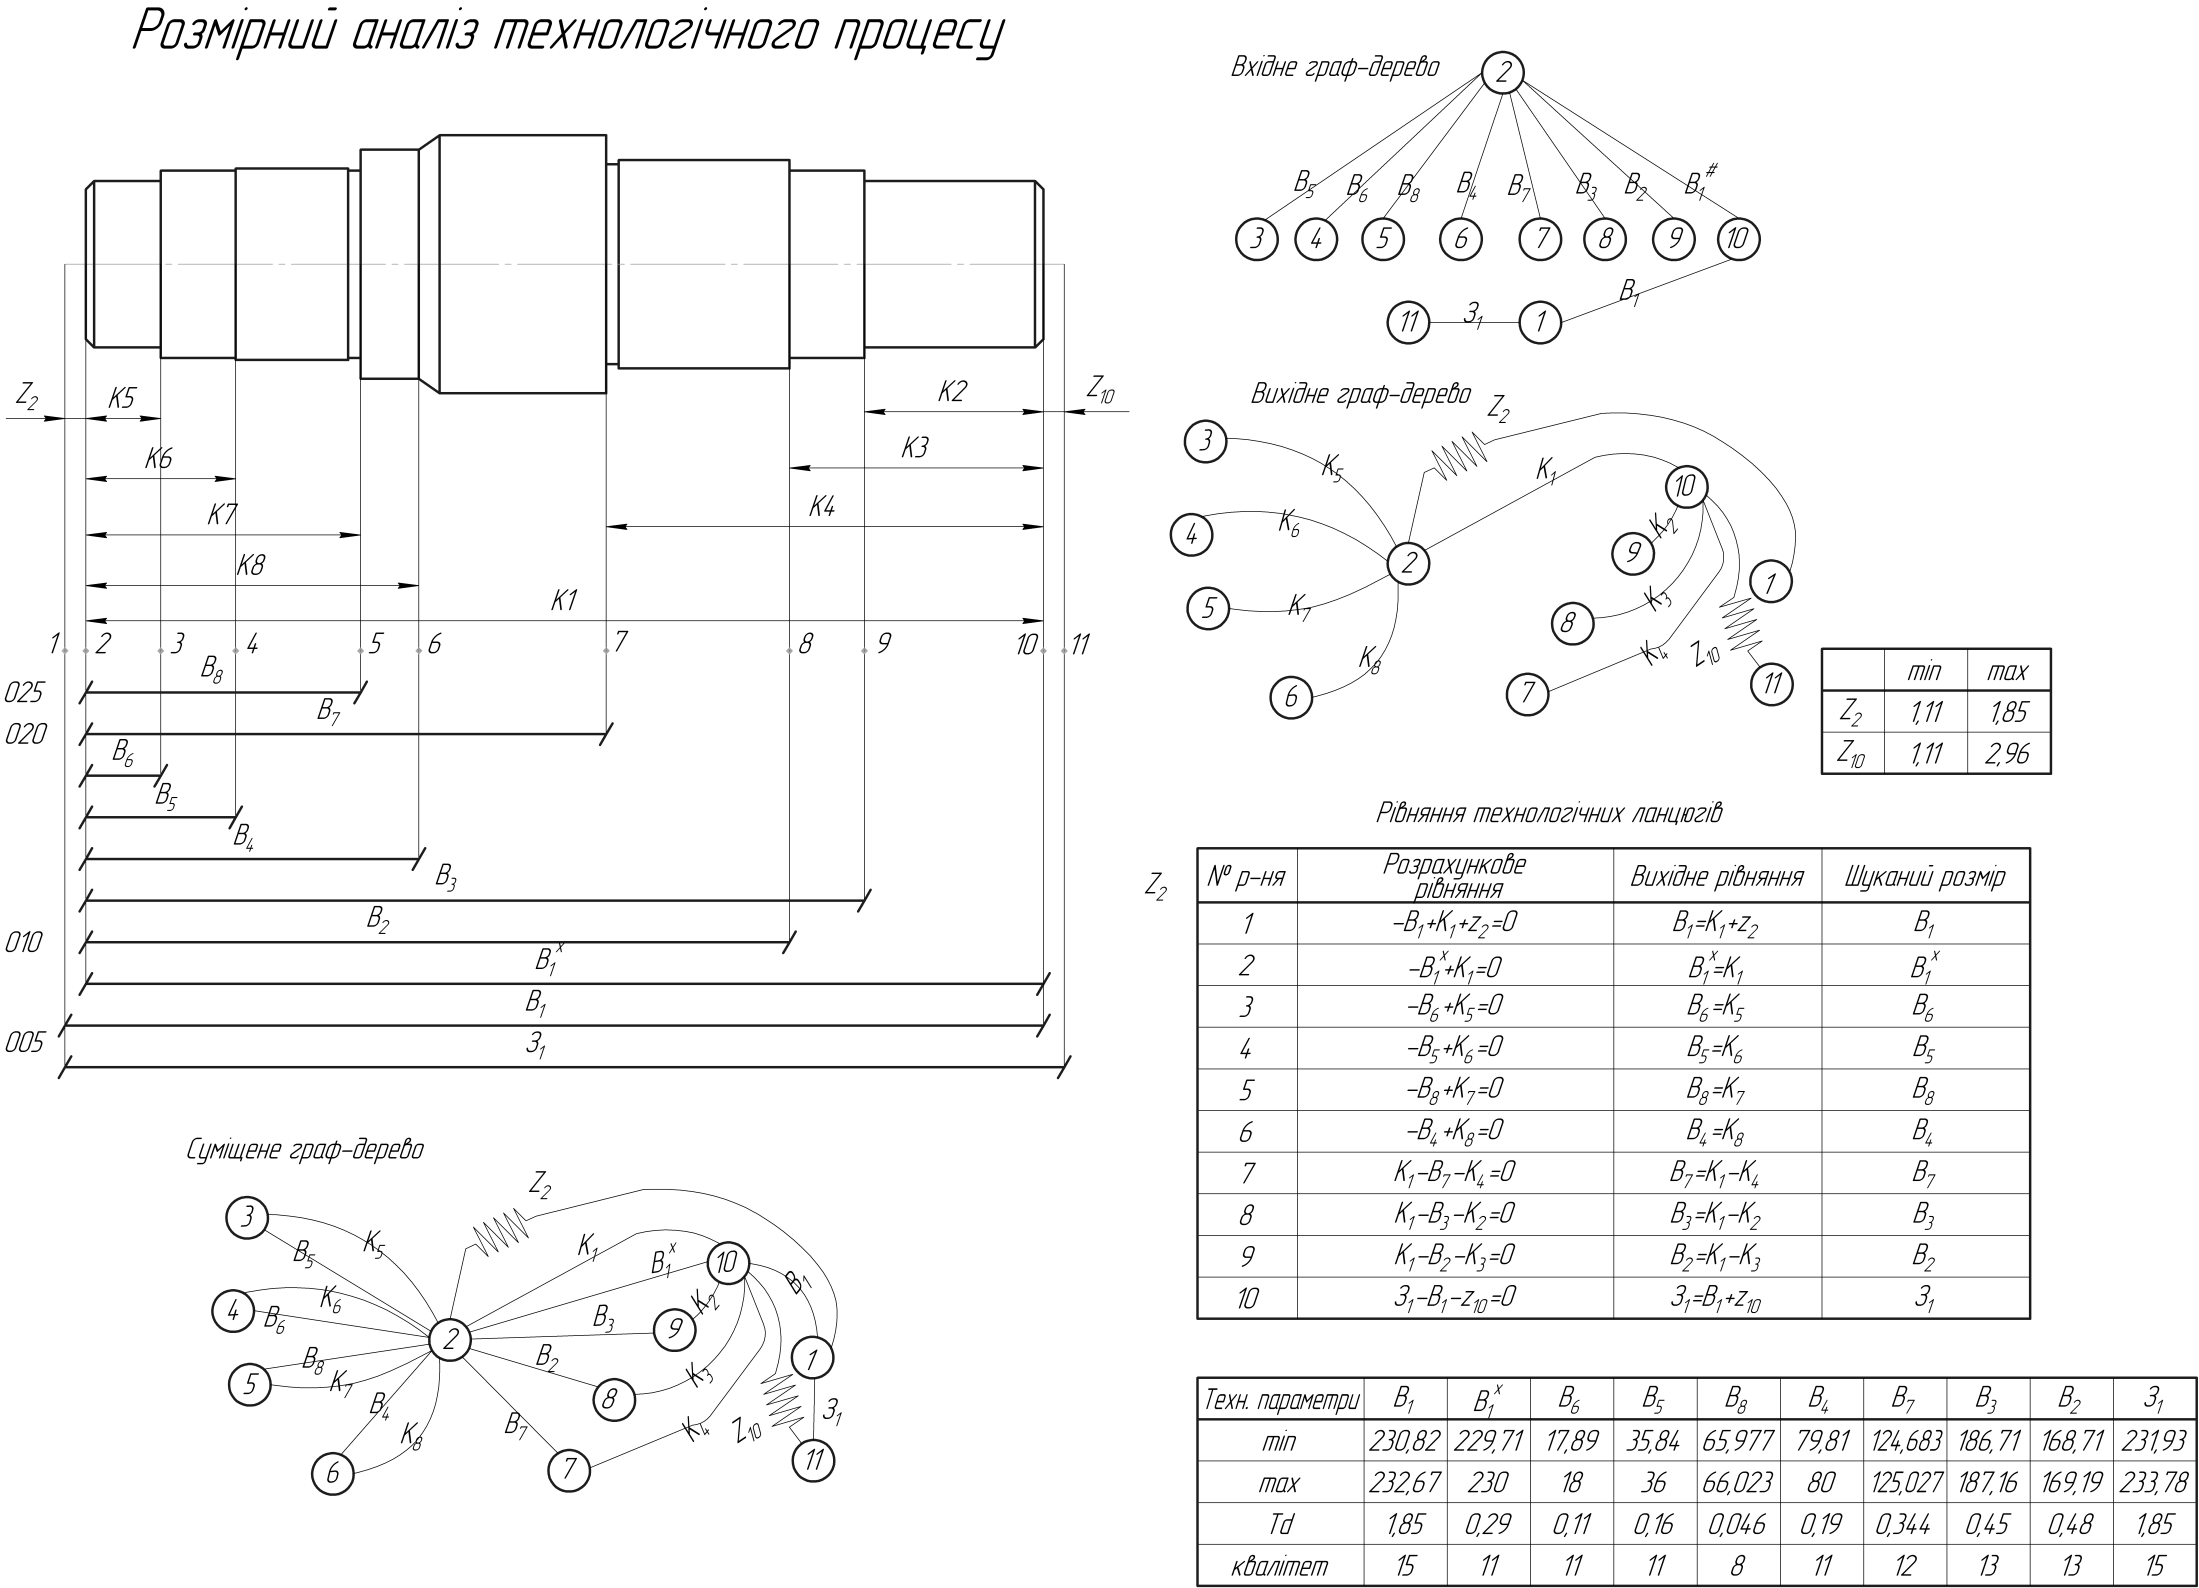 Розмірний аналіз технологічного процесу
Z2 K5 K2 Z10
K6 K3
K7 K4
K8
K1
1 2 3 4 5 6 7 8 9 10 11
B8
025
B7
020
B6
B5
B4
B3
B2
010
B1x
B1
005
З1
Вхідне граф-дерево
2
B5 B6 B8 B4 B7 B3 B2 B1#
3 4 5 6 7 8 9 10
B1
11 З1 1
Вихідне граф-дерево
Z2
3
K5 K1 10
4 K6 K2
2 9
5 K7 K3 1
8
K8 K4 Z10
6 7 11
min max
Z2 1,11 1,85
Z10 1,11 2,96
Рівняння технологічних ланцюгів
Z2
№ р-ня Розрахункове рівняння Вихідне рівняння Шуканий розмір
1 -B1+K1+z2=0 B1=K1+z2 B1
2 -B1x+K1=0 B1x=K1 B1x
3 -B6+K5=0 B6=K5 B6
4 -B5+K6=0 B5=K6 B5
5 -B8+K7=0 B8=K7 B8
6 -B4+K8=0 B4=K8 B4
7 K1-B7-K4=0 B7=K1-K4 B7
8 K1-B3-K2=0 B3=K1-K2 B3
9 K1-B2-K3=0 B2=K1-K3 B2
10 З1-B1-z10=0 З1=B1+z10 З1
Суміщене граф-дерево
Z2
3
B5 K5 K1 B1x 10 B1
4 K6 B6 B3 K2
2 9
5 B8 K7 B2 K3 1
8
B4 K8 B7 K4 Z10 З1
6 7 11
Техн. параметри B1 B1x B6 B5 B8 B4 B7 B3 B2 З1
min 230,82 229,71 17,89 35,84 65,977 79,81 124,683 186,71 168,71 231,93
max 232,67 230 18 36 66,023 80 125,027 187,16 169,19 233,78
Td 1,85 0,29 0,11 0,16 0,046 0,19 0,344 0,45 0,48 1,85
квалітет 15 11 11 11 8 11 12 13 13 15